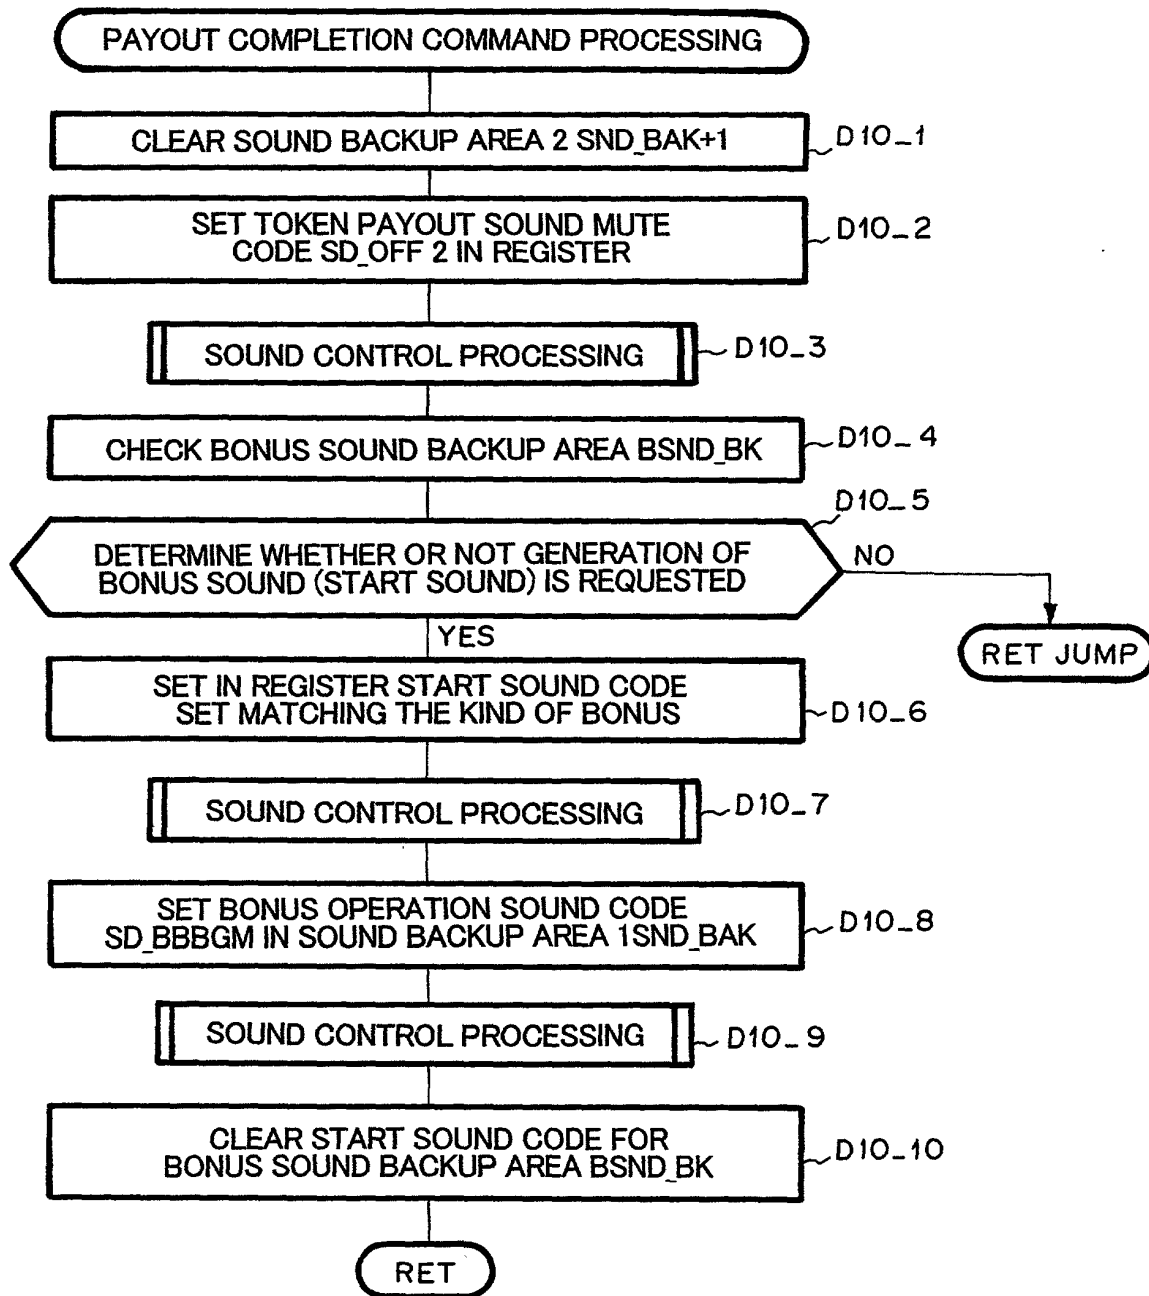 PAYOUT COMPLETION COMMAND PROCESSING
CLEAR SOUND BACKUP AREA 2 SND_BAK+1
D10_1
SET TOKEN PAYOUT SOUND MUTE
CODE SD_OFF 2 IN REGISTER
D10_2
SOUND CONTROL PROCESSING
D10_3
CHECK BONUS SOUND BACKUP AREA BSND_BK
D10_4
D10_5
DETERMINE WHETHER OR NOT GENERATION OF
BONUS SOUND (START SOUND) IS REQUESTED
NO
YES
RET JUMP
SET IN REGISTER START SOUND CODE
SET MATCHING THE KIND OF BONUS
D10_6
SOUND CONTROL PROCESSING
D10_7
SET BONUS OPERATION SOUND CODE
SD_BBBGM IN SOUND BACKUP AREA 1SND_BAK
D10_8
SOUND CONTROL PROCESSING
D10_9
CLEAR START SOUND CODE FOR
BONUS SOUND BACKUP AREA BSND_BK
D10_10
RET